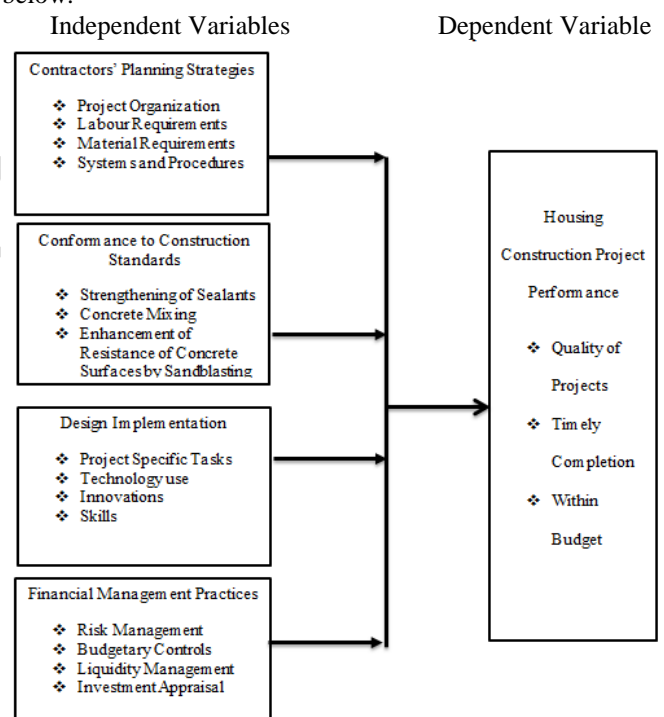 below.
Independent Variables
Dependent Variable
Contractors' Planning Strategies
❖ Project Organization
❖ Labour Requirements
❖ Material Requirements
❖ Systems and Procedures
Conformance to Construction
Standards
❖ Strengthening of Sealants
❖ Concrete Mixing
❖ Enhancement of
Resistance of Concrete
Surfaces by Sandblasting
Design Implementation
❖ Project Specific Tasks
❖ Technology use
❖ Innovations
❖ Skills
Financial Management Practices
❖ Risk Management
❖ Budgetary Controls
❖ Liquidity Management
❖ Investment Appraisal
Housing
Construction Project
Performance
❖ Quality of
Projects
❖ Timely
Completion
❖ Within
Budget